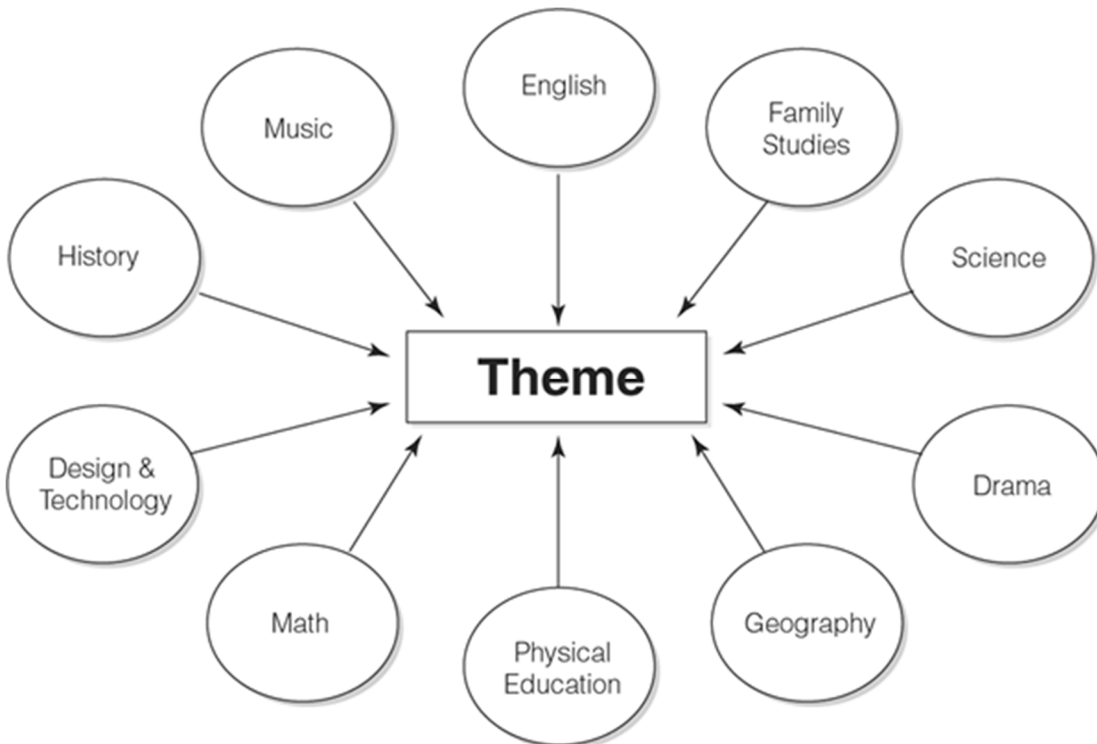 English
Music
Family
Studies
History
Science
Theme
Design &
Technology
Drama
Math
Geography
Physical
Education